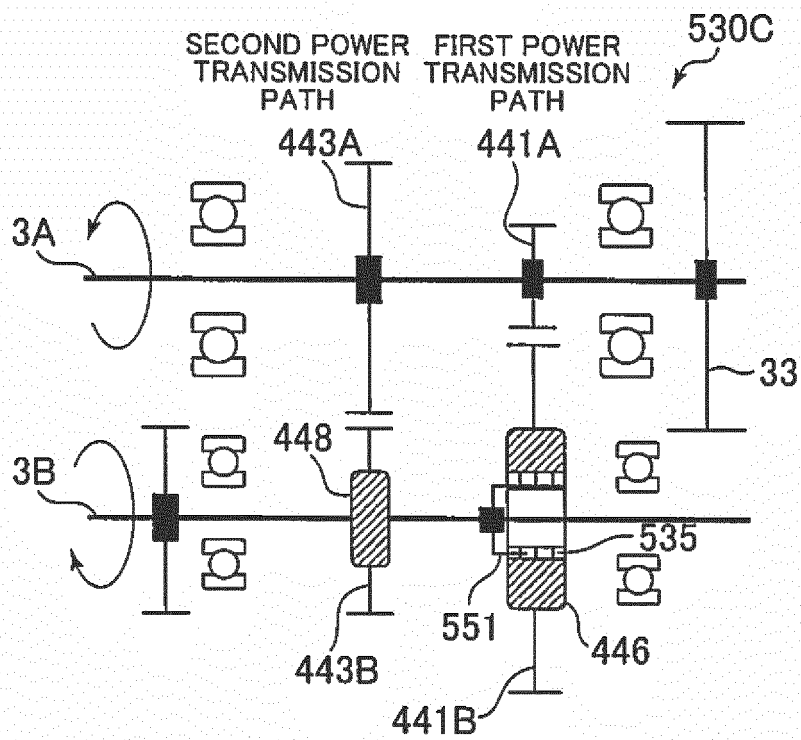 530C
SECOND POWER TRANSMISSION PATH
FIRST POWER TRANSMISSION PATH
443A
441A
3A
33
448
3B
535
551
446
443B
441B